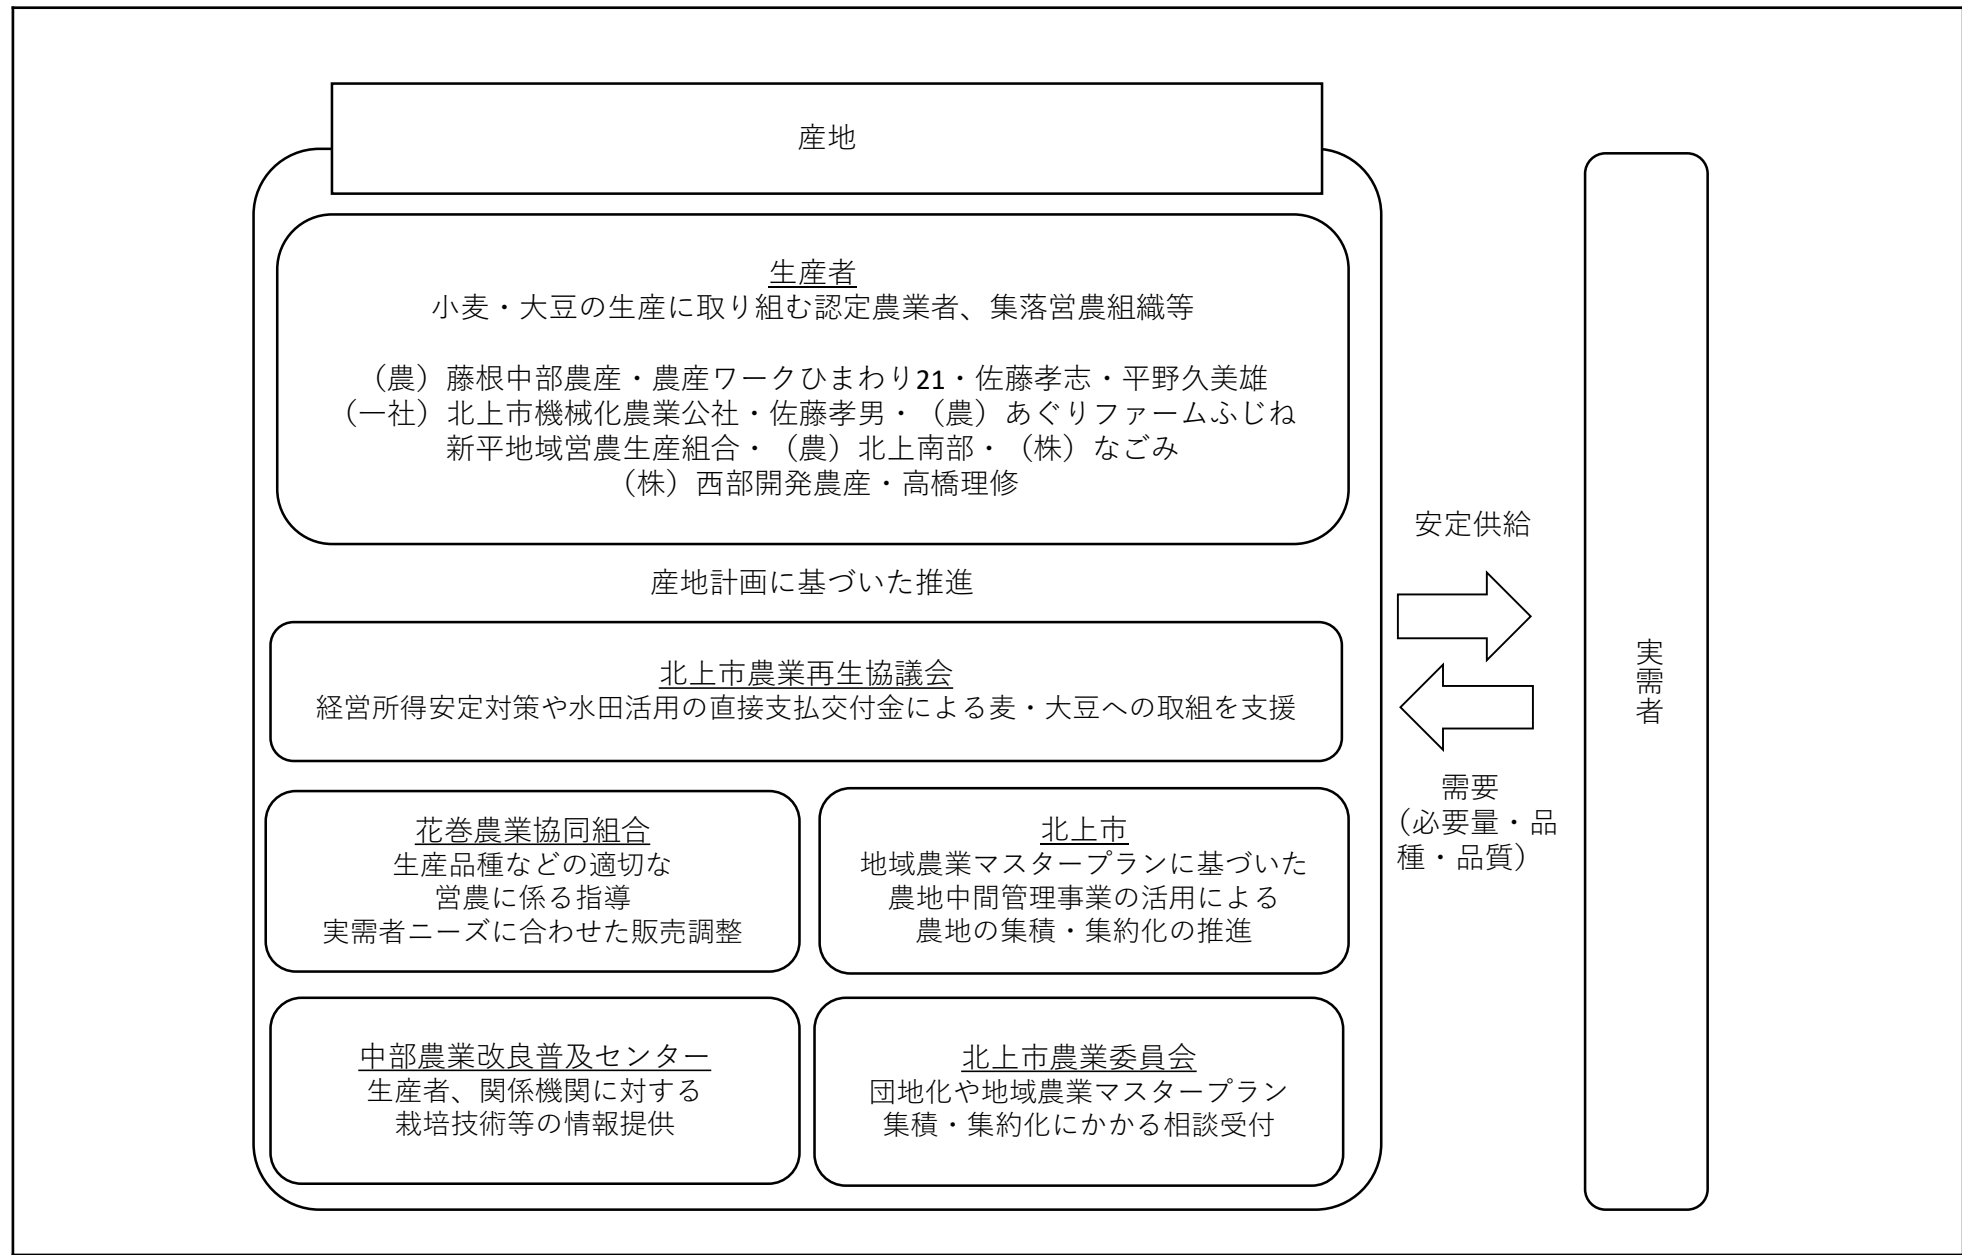 産地
生産者
小麦・大豆の生産に取り組む認定農業者、集落営農組織等
（農）藤根中部農産・農産ワークひまわり21・佐藤孝志・平野久美雄
（一社）北上市機械化農業公社・佐藤孝男・（農）あぐりファームふじね
新平地域営農生産組合・（農）北上南部・（株）なごみ
（株）西部開発農産・高橋理修
産地計画に基づいた推進
北上市農業再生協議会
経営所得安定対策や水田活用の直接支払交付金による麦・大豆への取組を支援
花巻農業協同組合
生産品種などの適切な
営農に係る指導
実需者ニーズに合わせた販売調整
北上市
地域農業マスタープランに基づいた
農地中間管理事業の活用による
農地の集積・集約化の推進
中部農業改良普及センター
生産者、関係機関に対する
栽培技術等の情報提供
北上市農業委員会
団地化や地域農業マスタープラン
集積・集約化にかかる相談受付
安定供給
需要
（必要量・品
種・品質）
実需者